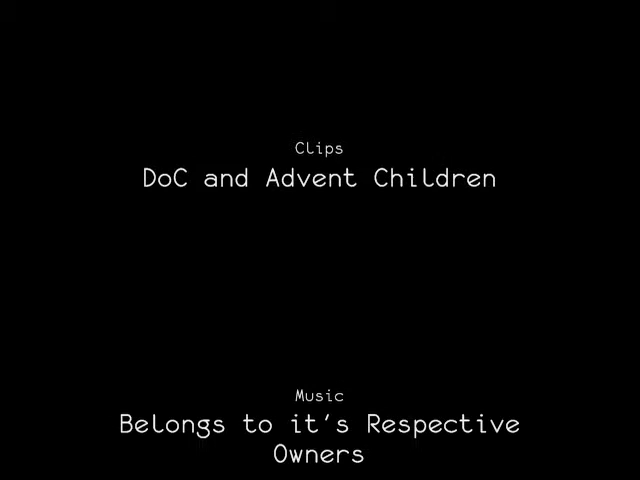 Clips
DoC and Advent Children
Music
Belongs to it's Respective
Owners